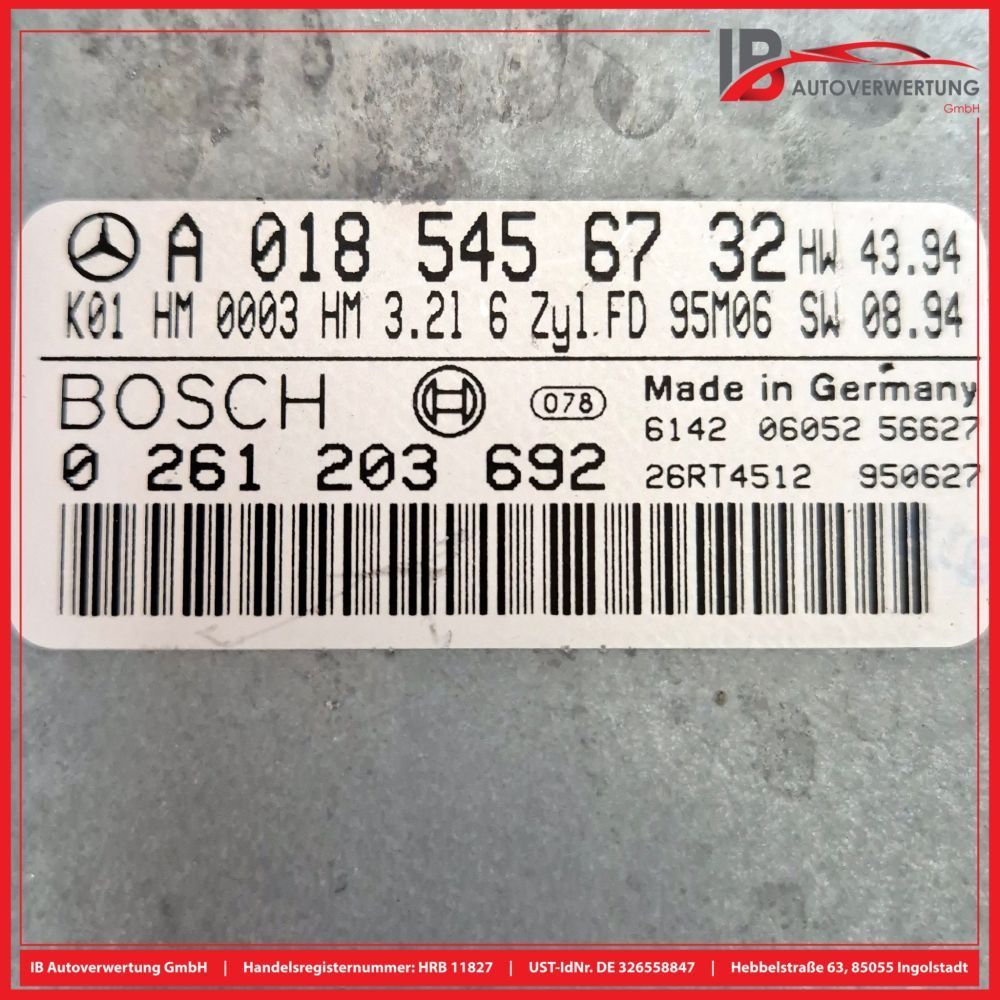 IB AUTOVERWERTUNG
GmbH
A 018 545 67 32 HW 43.94
K01 HM 0003 HM 3.2l 6 Zyl. FD 95M06 SW 08.94
BOSCH 078 Made in Germany
6142 06052 56627
0 261 203 692 26RT4512 950627
IB Autoverwertung GmbH | Handelsregisternummer: HRB 11827 | UST-IdNr. DE 326558847 | Hebbelstraße 63, 85055 Ingolstadt